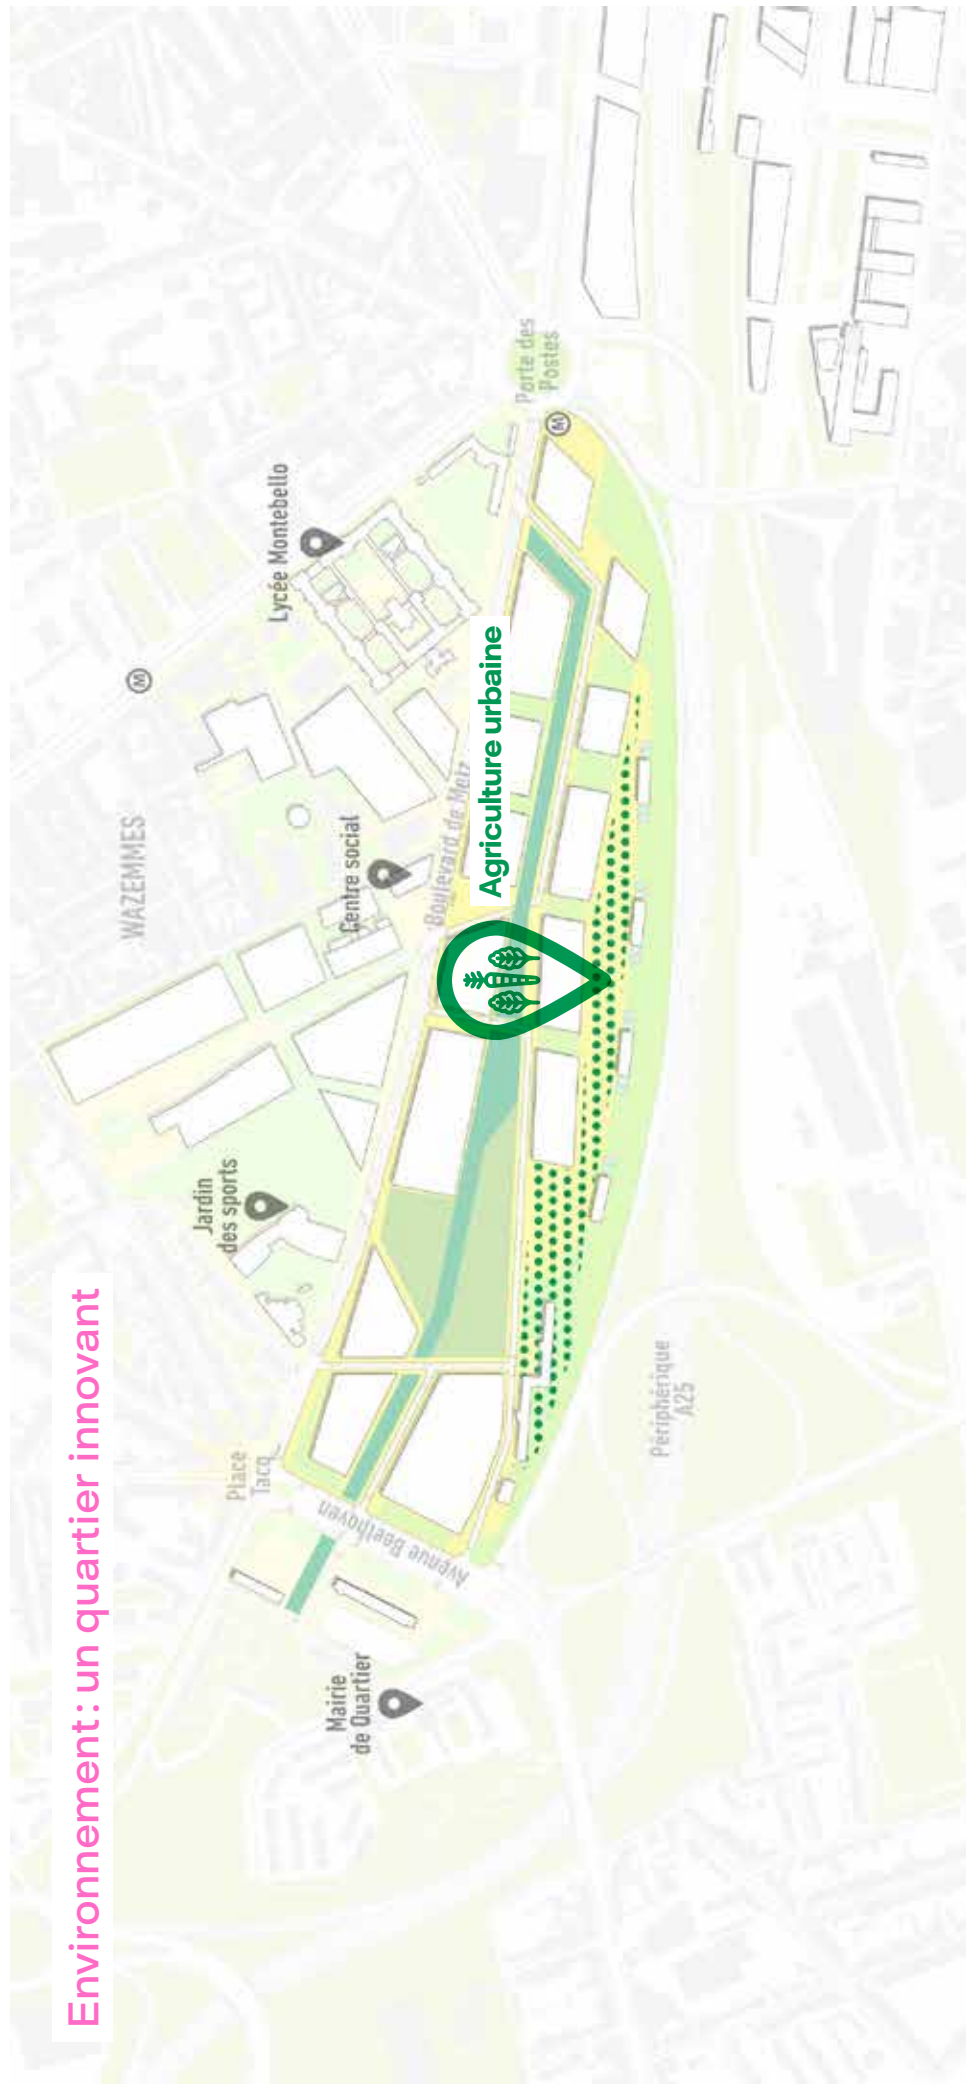 Environnement : un quartier innovant
Mairie
de Quartier
Place
Tacq
Avenue Beethoven
Jardin
des sports
Périphérique
A25
WAZEMMES
Centre social
Boulevard de Metz
Agriculture urbaine
M
Lycée Montebello
M
Porte des
Postes